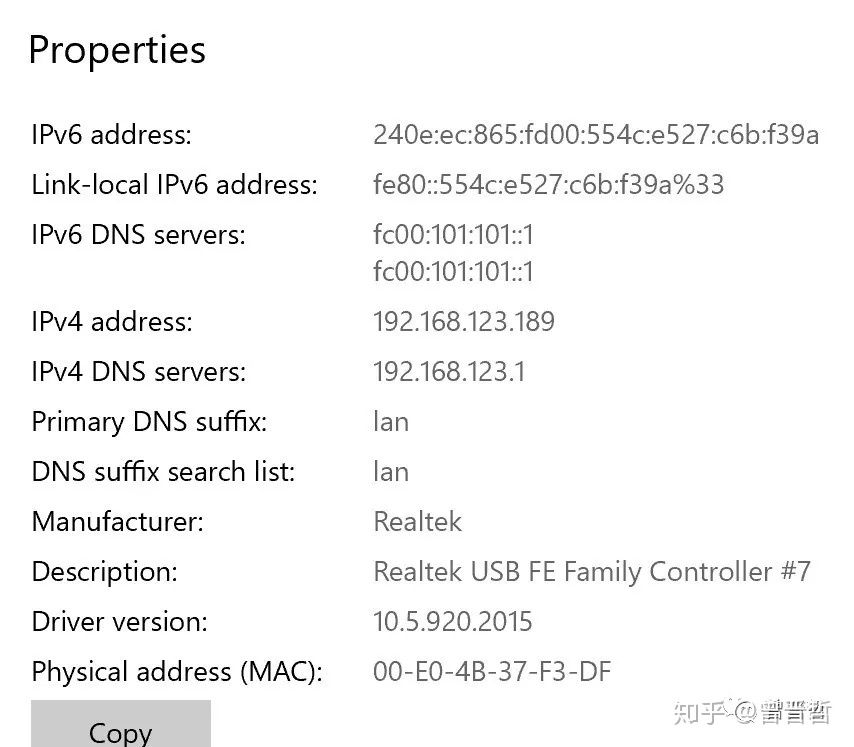 Properties
IPv6 address: 240e:ec:865:fd00:554c:e527:c6b:f39a
Link-local IPv6 address: fe80::554c:e527:c6b:f39a%33
IPv6 DNS servers: fc00:101:101::1
fc00:101:101::1
IPv4 address: 192.168.123.189
IPv4 DNS servers: 192.168.123.1
Primary DNS suffix: lan
DNS suffix search list: lan
Manufacturer: Realtek
Description: Realtek USB FE Family Controller #7
Driver version: 10.5.920.2015
Physical address (MAC): 00-E0-4B-37-F3-DF
Copy
知乎 @曾晋哲